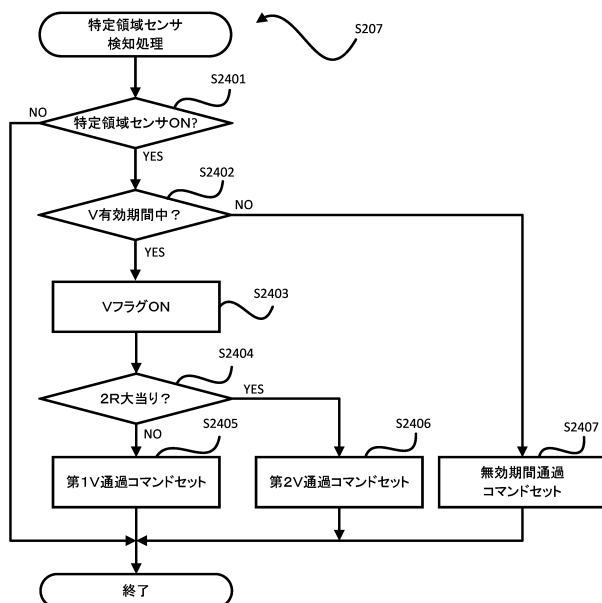 特定領域センサ
検知処理
S207
S2401
NO
特定領域センサON?
YES
S2402
V有効期間中?
NO
YES
S2403
VフラグON
S2404
2R大当り?
YES
NO
S2405
S2406
S2407
第1V通過コマンドセット
第2V通過コマンドセット
無効期間通過
コマンドセット
終了